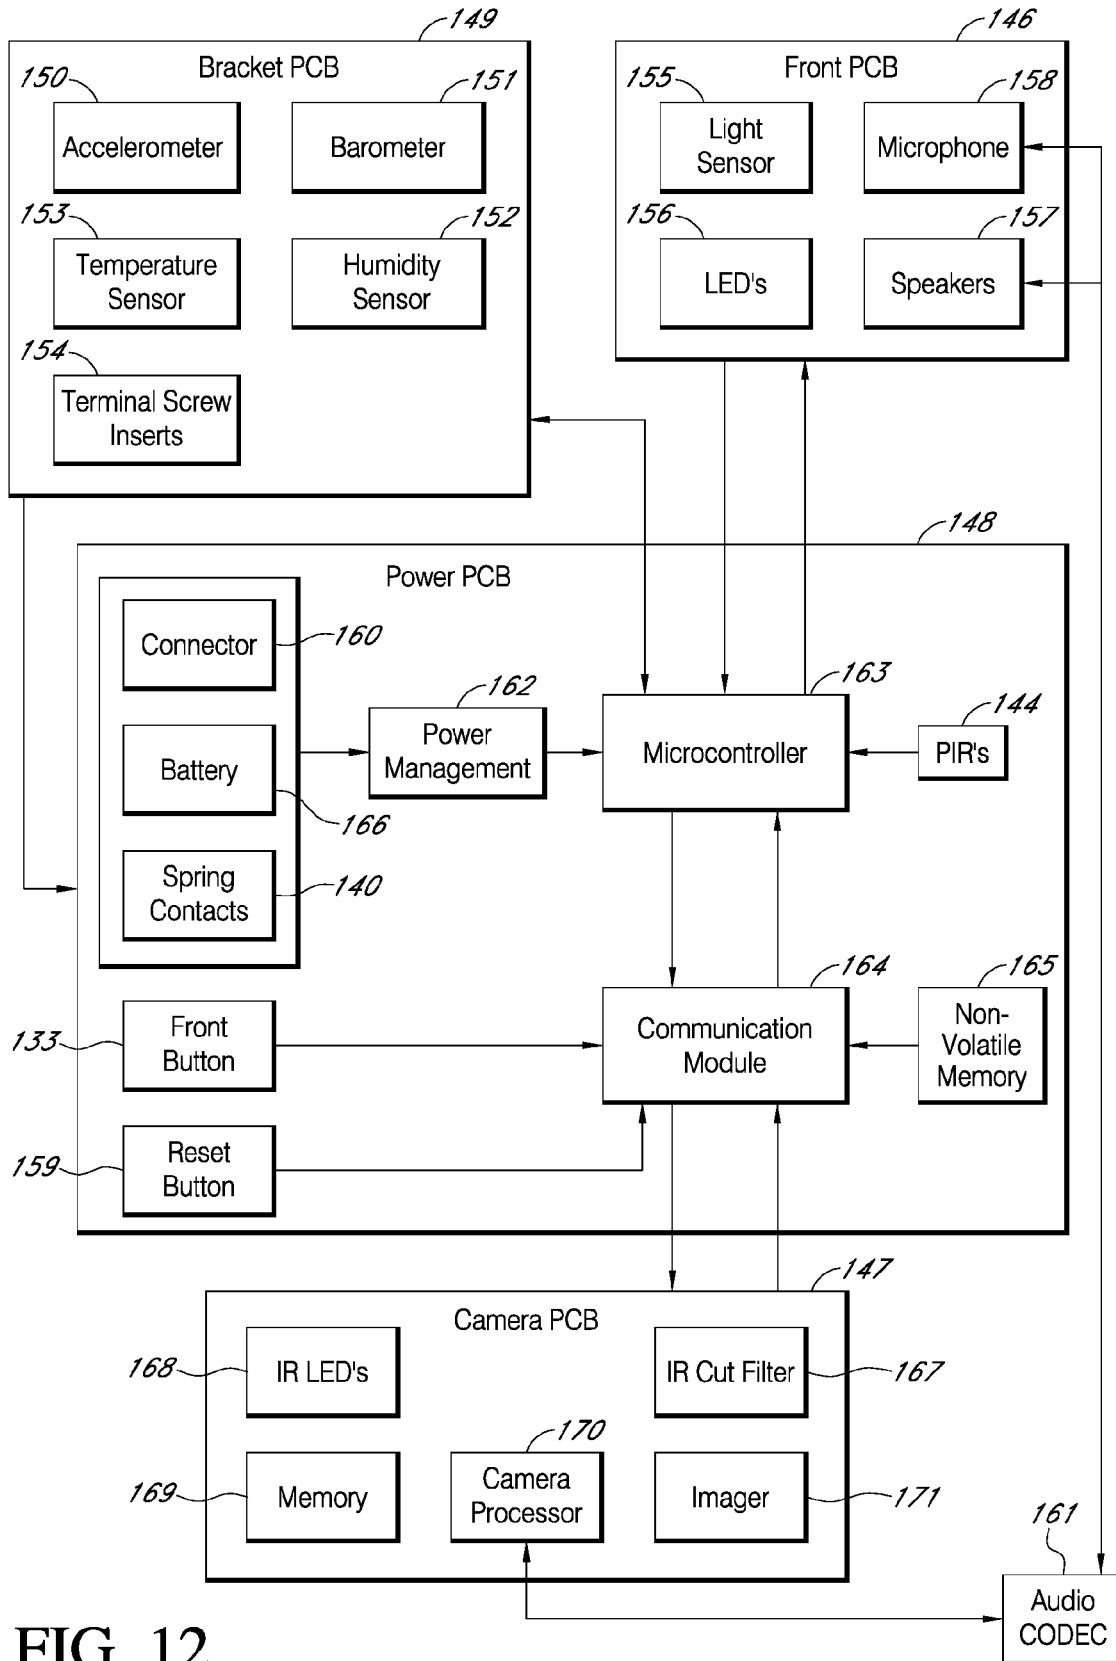 149
146
Bracket PCB
Front PCB
150
151
155
158
Accelerometer
Barometer
Light
Sensor
Microphone
153
152
156
157
Temperature
Sensor
Humidity
Sensor
LED's
Speakers
154
Terminal Screw
Inserts
148
Power PCB
Connector
160
162
163
144
Power
Management
Microcontroller
PIR's
Battery
166
Spring
Contacts
140
164
165
133
Front
Button
Communication
Module
Non-
Volatile
Memory
159
Reset
Button
147
Camera PCB
168
IR LED's
IR Cut Filter
167
170
169
Memory
Camera
Processor
Imager
171
161
Audio
CODEC
FIG. 12